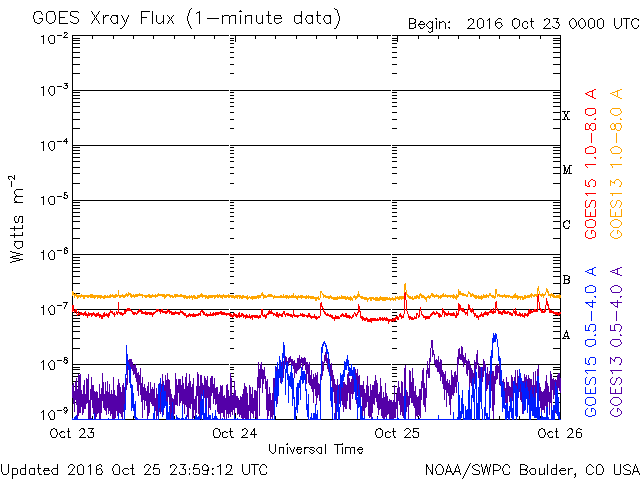 GOES Xray Flux (1-minute data)
Begin: 2016 Oct 23 0000 UTC
10-2
10-3
10-4
10-5
10-6
10-7
10-8
10-9
Watts m-2
X
M
C
B
A
GOES15 1.0-8.0 A
GOES13 1.0-8.0 A
GOES15 0.5-4.0 A
GOES13 0.5-4.0 A
Oct 23
Oct 24
Oct 25
Oct 26
Universal Time
Updated 2016 Oct 25 23:59:12 UTC
NOAA/SWPC Boulder, CO USA